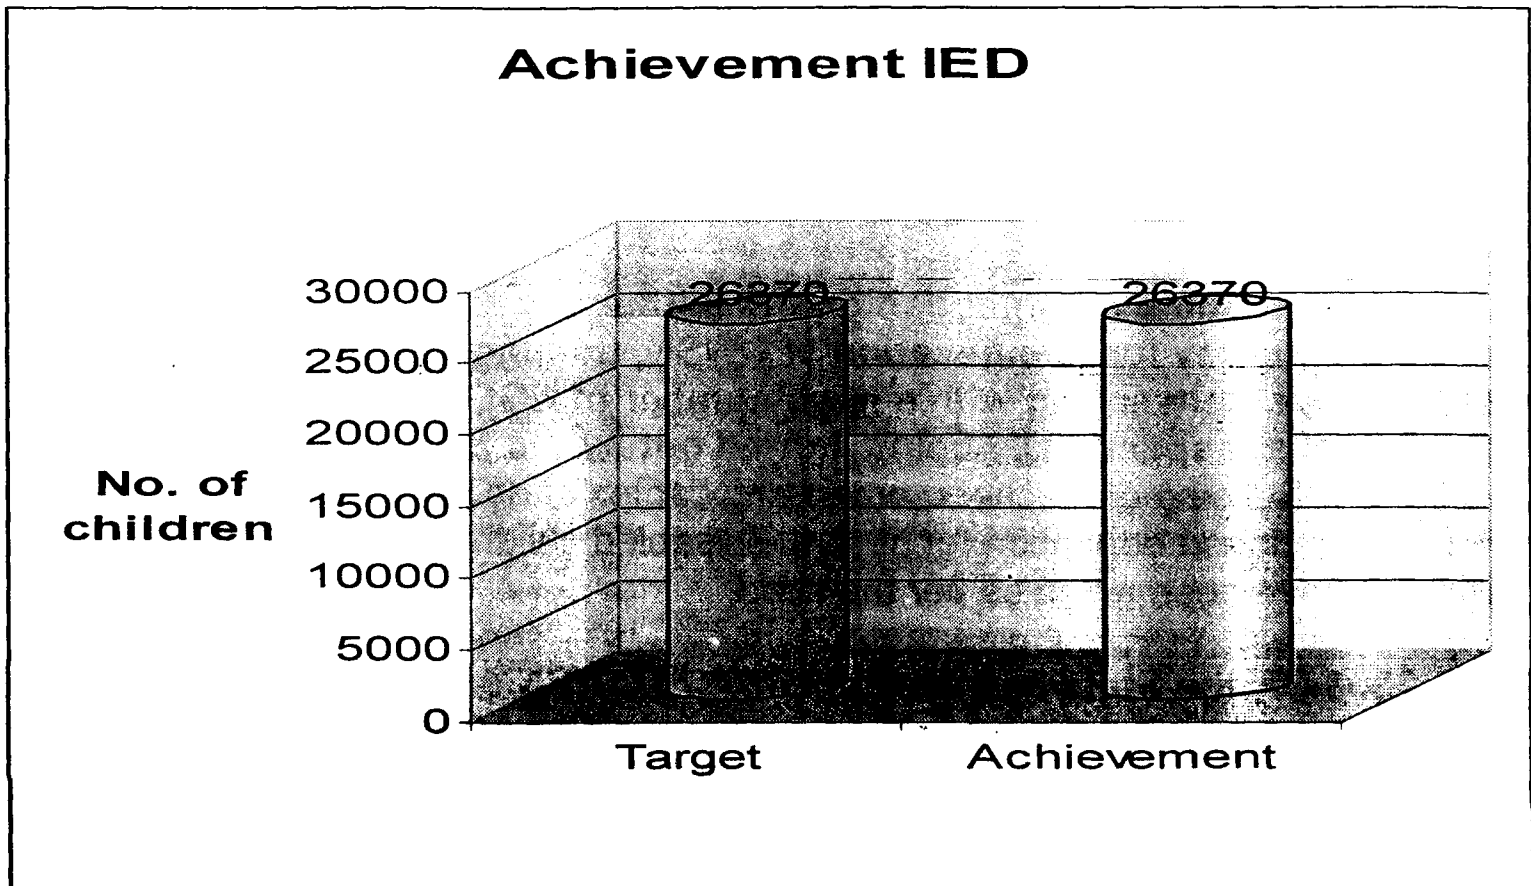 Achievement IED
30000
25000
20000
15000
10000
5000
0
No. of
children
26370
26370
Target
Achievement